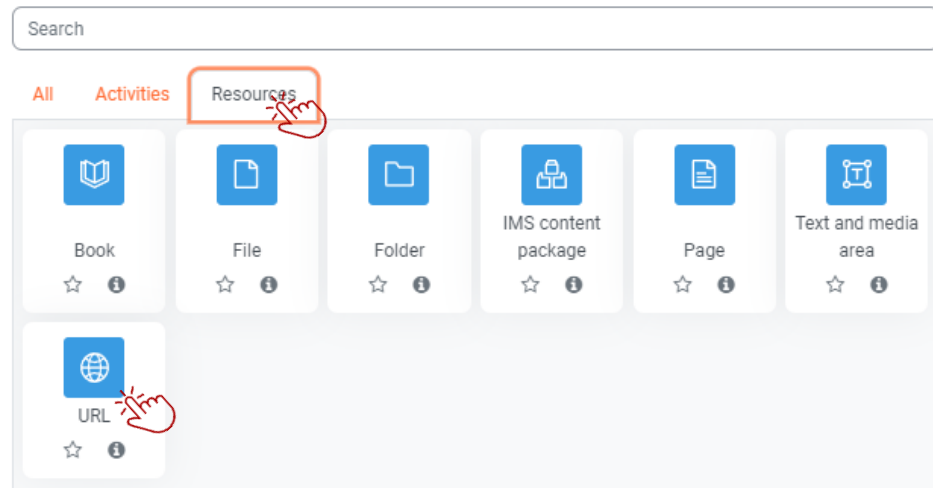 Search
All Activities Resources
Book
File
Folder
IMS content
package
Page
Text and media
area
URL